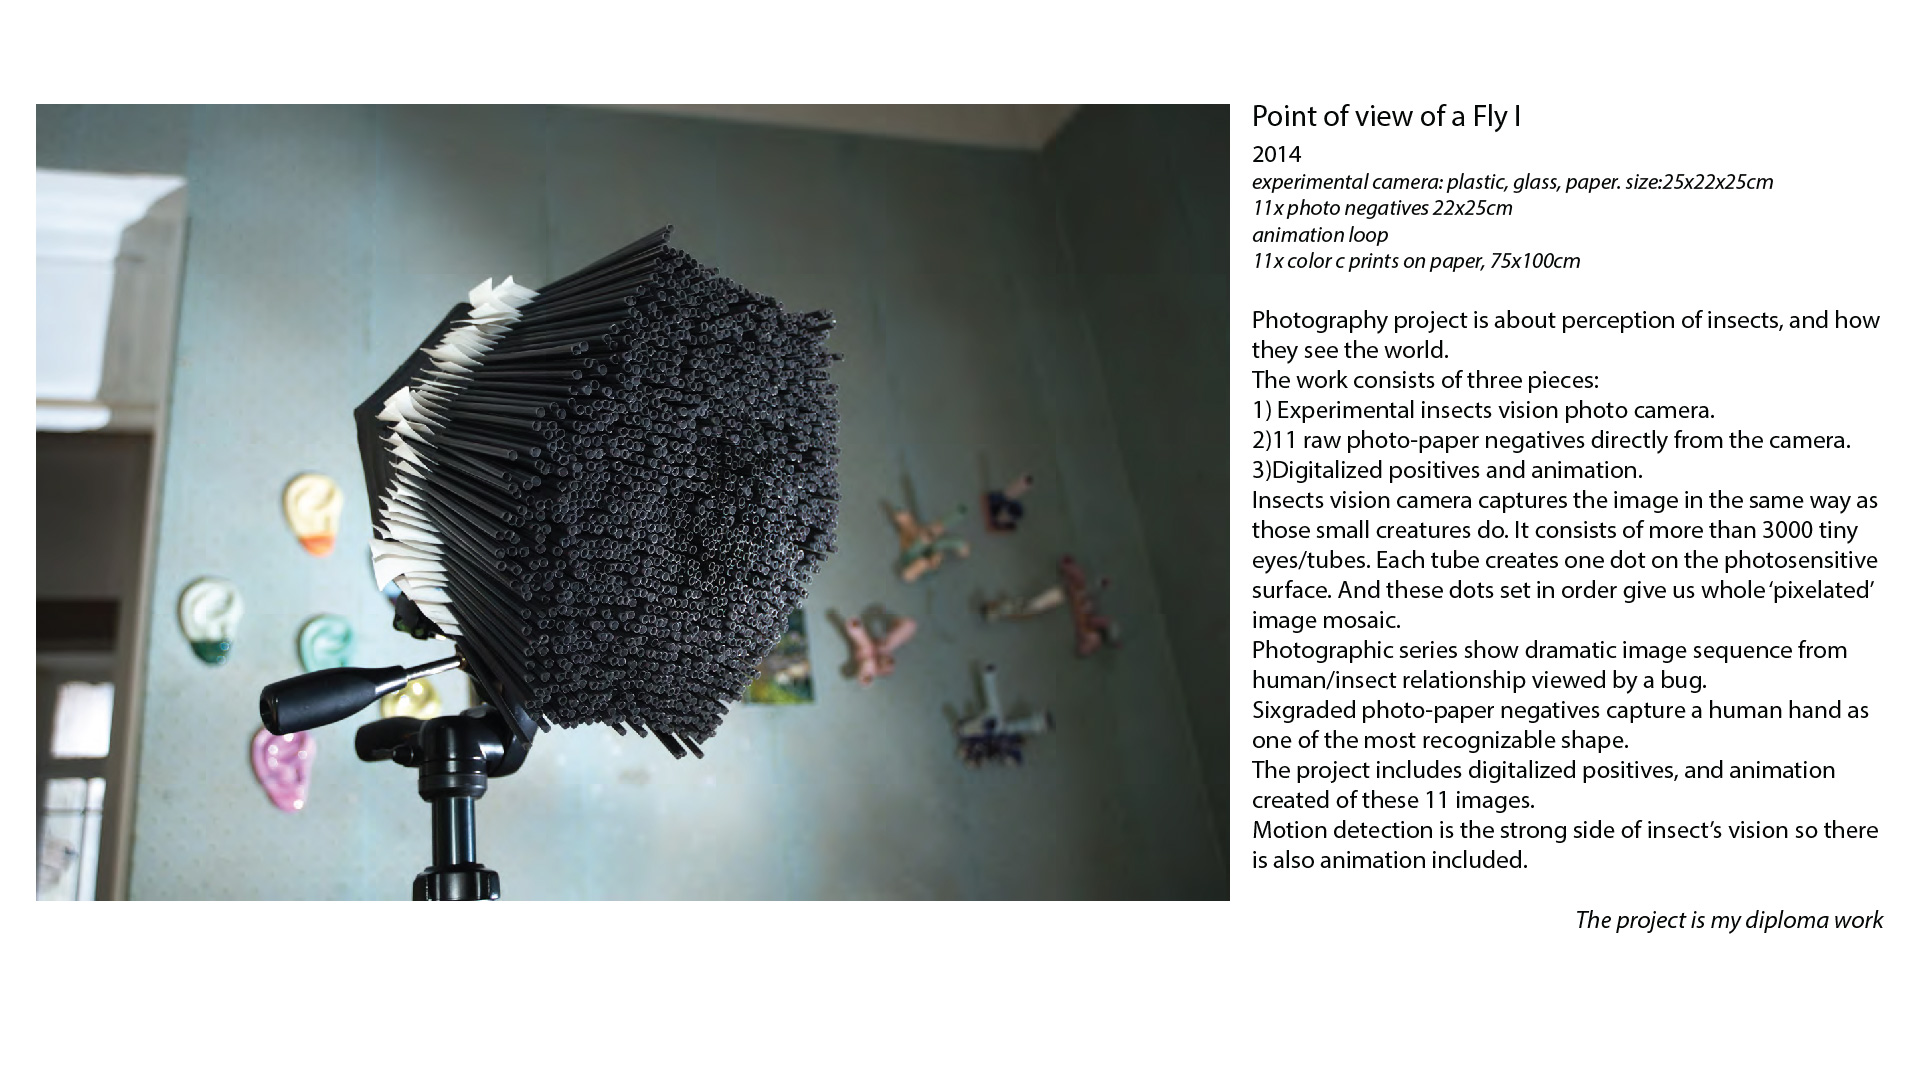 Point of view of a Fly I
2014
experimental camera: plastic, glass, paper. size:25x22x25cm
11x photo negatives 22x25cm
animation loop
11x color c prints on paper, 75x100cm
Photography project is about perception of insects, and how
they see the world.
The work consists of three pieces:
1) Experimental insects vision photo camera.
2)11 raw photo-paper negatives directly from the camera.
3)Digitalized positives and animation.
Insects vision camera captures the image in the same way as
those small creatures do. It consists of more than 3000 tiny
eyes/tubes. Each tube creates one dot on the photosensitive
surface. And these dots set in order give us whole ‘pixelated’
image mosaic.
Photographic series show dramatic image sequence from
human/insect relationship viewed by a bug.
Sixgraded photo-paper negatives capture a human hand as
one of the most recognizable shape.
The project includes digitalized positives, and animation
created of these 11 images.
Motion detection is the strong side of insect’s vision so there
is also animation included.
The project is my diploma work